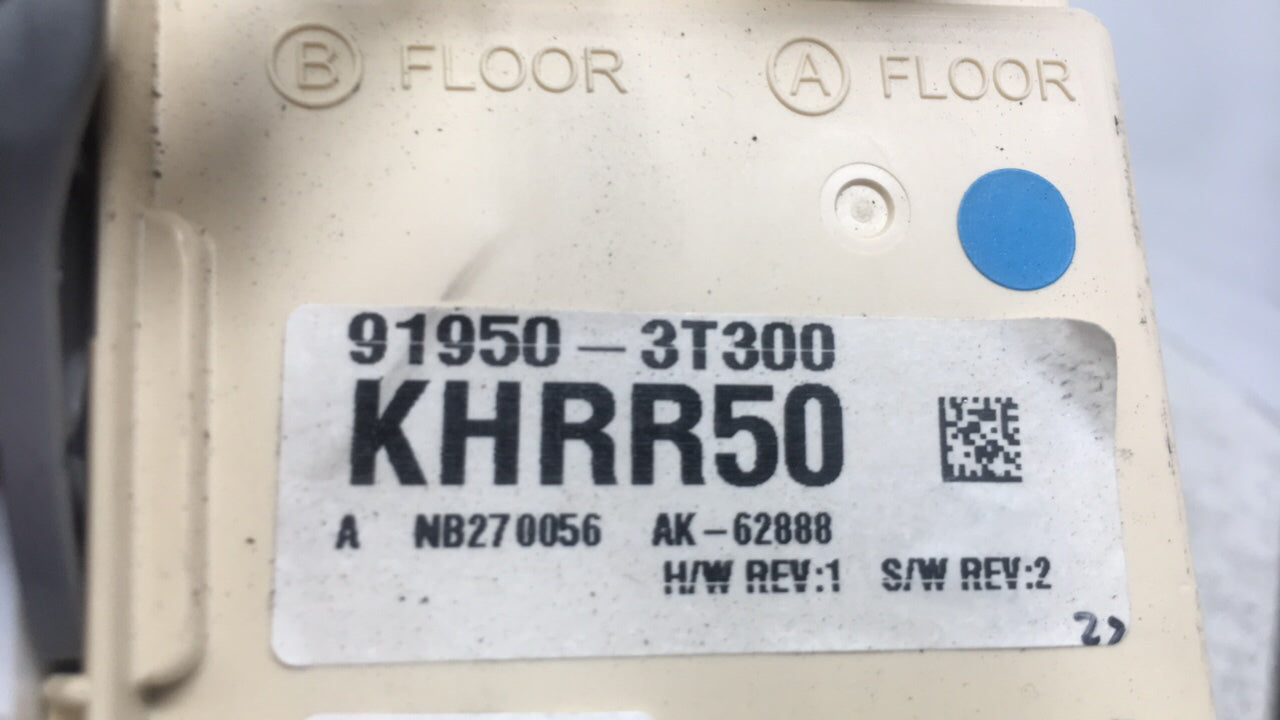 B FLOOR A FLOOR
91950-3T300
KHRR50
A NB270056 AK-62888
H/W REV:1 S/W REV:2